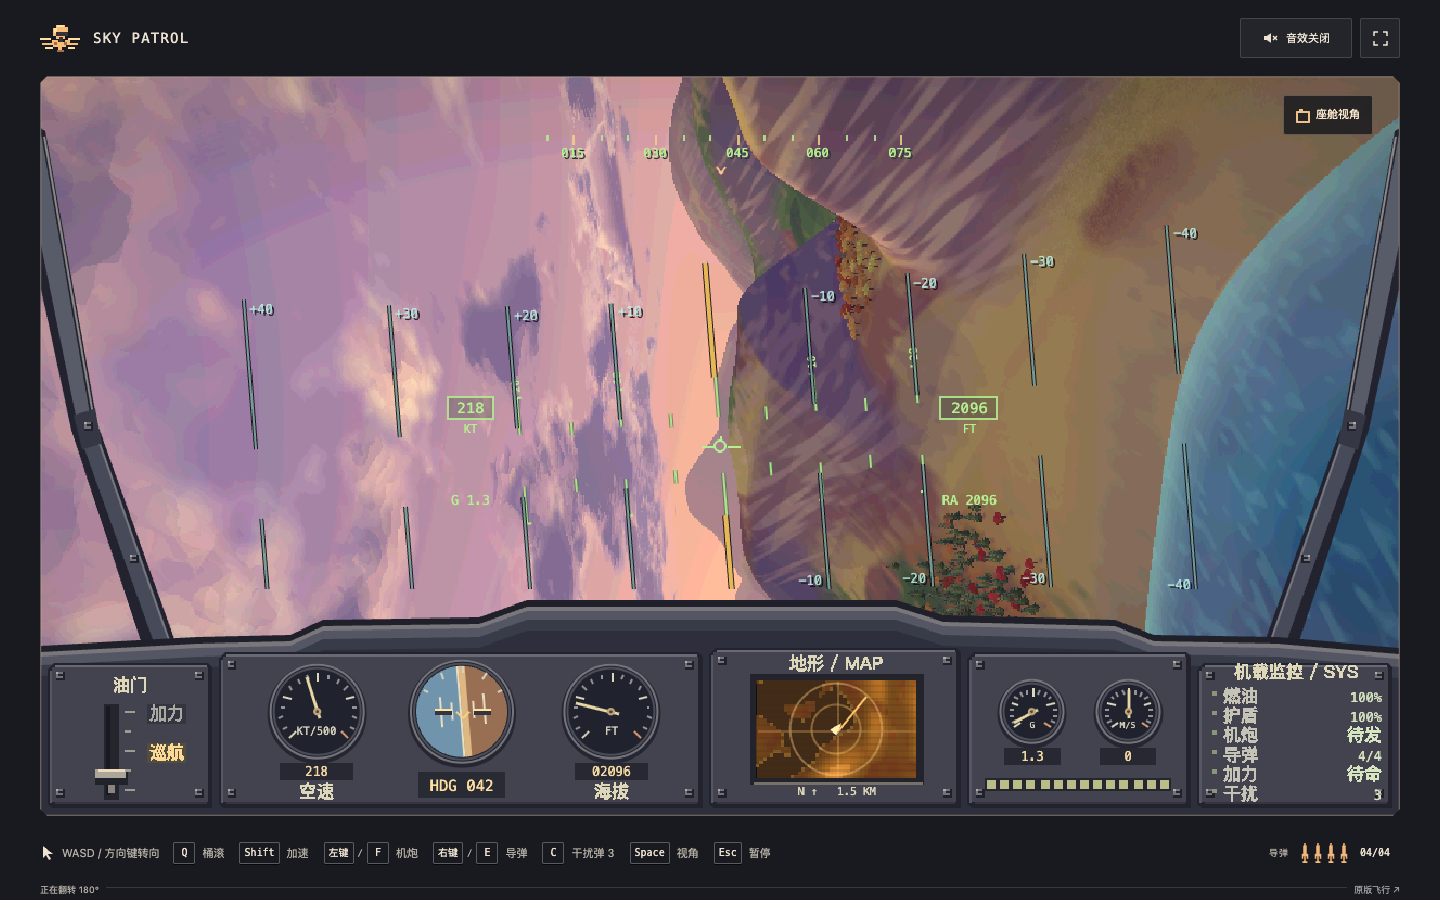 SKY PATROL
音效关闭
座舱视角
015 030 045 060 075
+40 +30 +20 +10 -10 -20 -30 -40
218
KT
2096
FT
G 1.3
RA 2096
-10 -20 -30 -40
油门
加力
巡航
KT/500
218
空速
HDG 042
FT
02096
海拔
地形 / MAP
N ↑ 1.5 KM
G
1.3
M/S
0
机载监控 / SYS
燃油 100%
护盾 100%
机炮 待发
导弹 4/4
加力 待命
干扰 3
WASD / 方向键转向 Q 桶滚 Shift 加速 左键 / F 机炮 右键 / E 导弹 C 干扰弹 3 Space 视角 Esc 暂停
导弹 04/04
正在翻转 180°
原版飞行 ↗